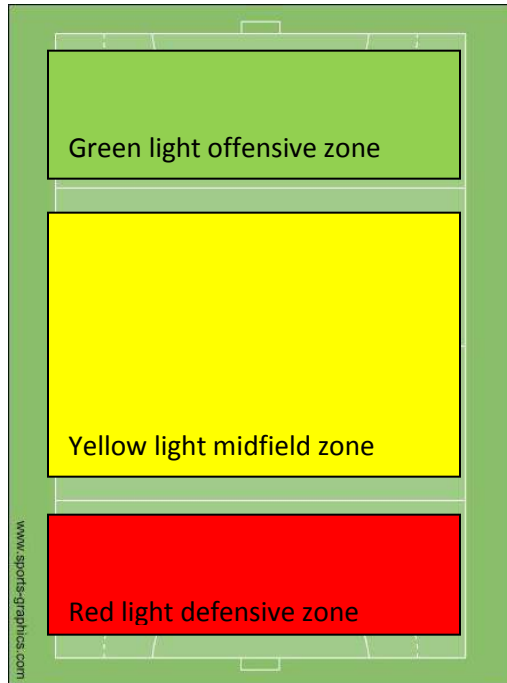 Green light offensive zone
Yellow light midfield zone
Red light defensive zone
www.sports-graphics.com